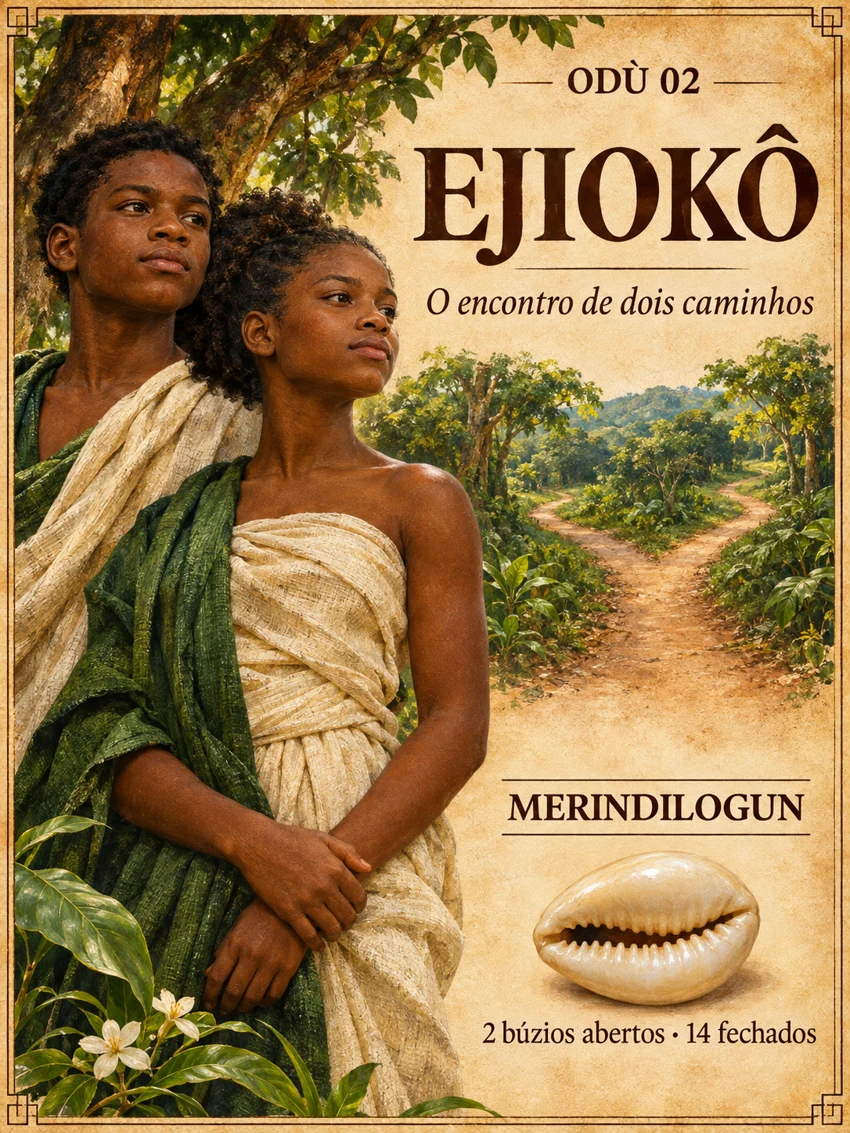 ODÙ 02
EJIOKÔ
O encontro de dois caminhos
MERINDILOGUN
2 búzios abertos · 14 fechados